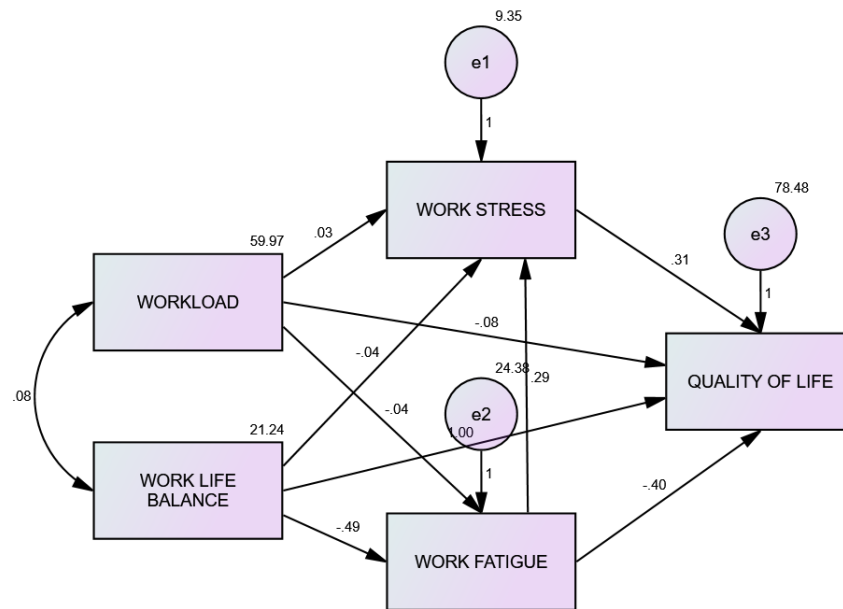 9.35
e1
1
WORK STRESS
78.48
e3
59.97
.03
.31
1
WORKLOAD
-.08
-.04
24.38
.29
QUALITY OF LIFE
.08
-.04
e2
21.24
1.00
WORK LIFE
BALANCE
1
-.40
-.49
WORK FATIGUE